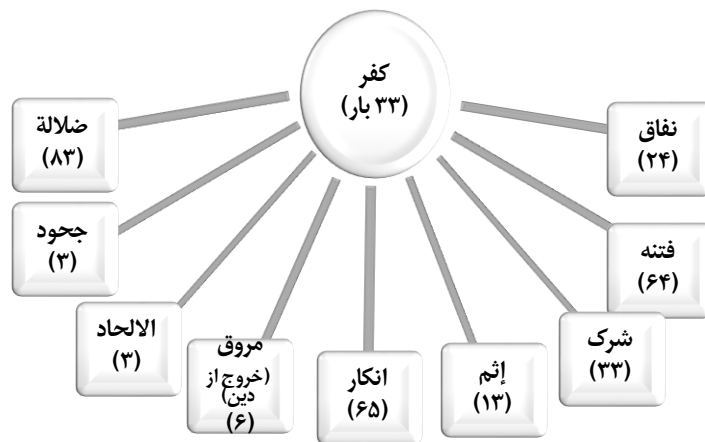 کفر
(۳۳ بار)
نفاق
(۲۴)
فتنه
(۶۴)
شرک
(۳۳)
إثم
(۱۳)
انکار
(۶۵)
مروق
(خروج از
دین)
(۶)
الالحاد
(۳)
جحود
(۳)
ضلالة
(۸۳)